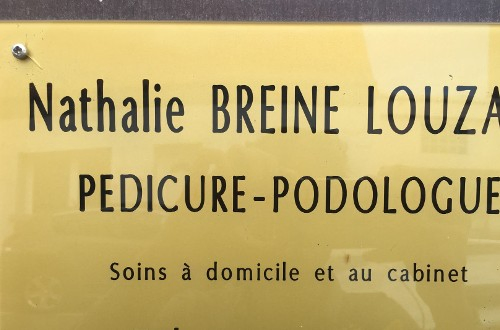 Nathalie BREINE LOUZA
PEDICURE-PODOLOGUE
Soins à domicile et au cabinet